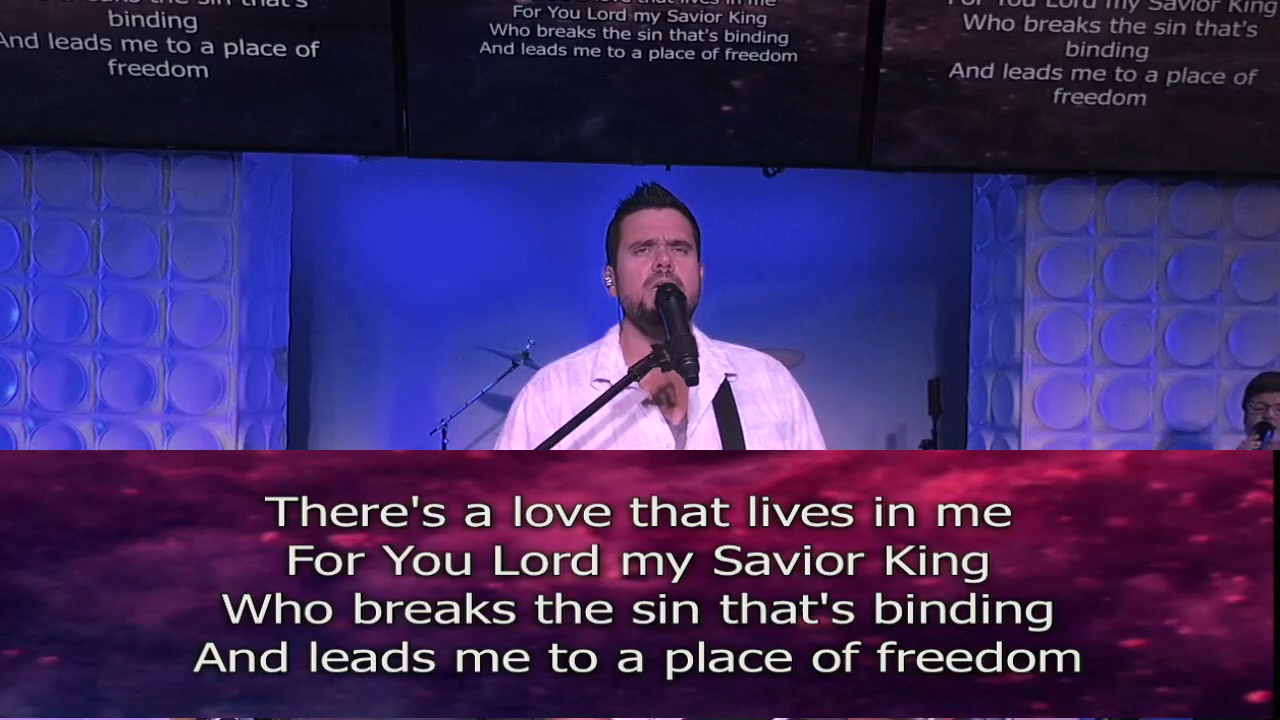 binding
And leads me to a place of
freedom
For You Lord my Savior King
Who breaks the sin that's binding
And leads me to a place of freedom
For You Lord my Savior King
Who breaks the sin that's
binding
And leads me to a place of
freedom
There's a love that lives in me
For You Lord my Savior King
Who breaks the sin that's binding
And leads me to a place of freedom